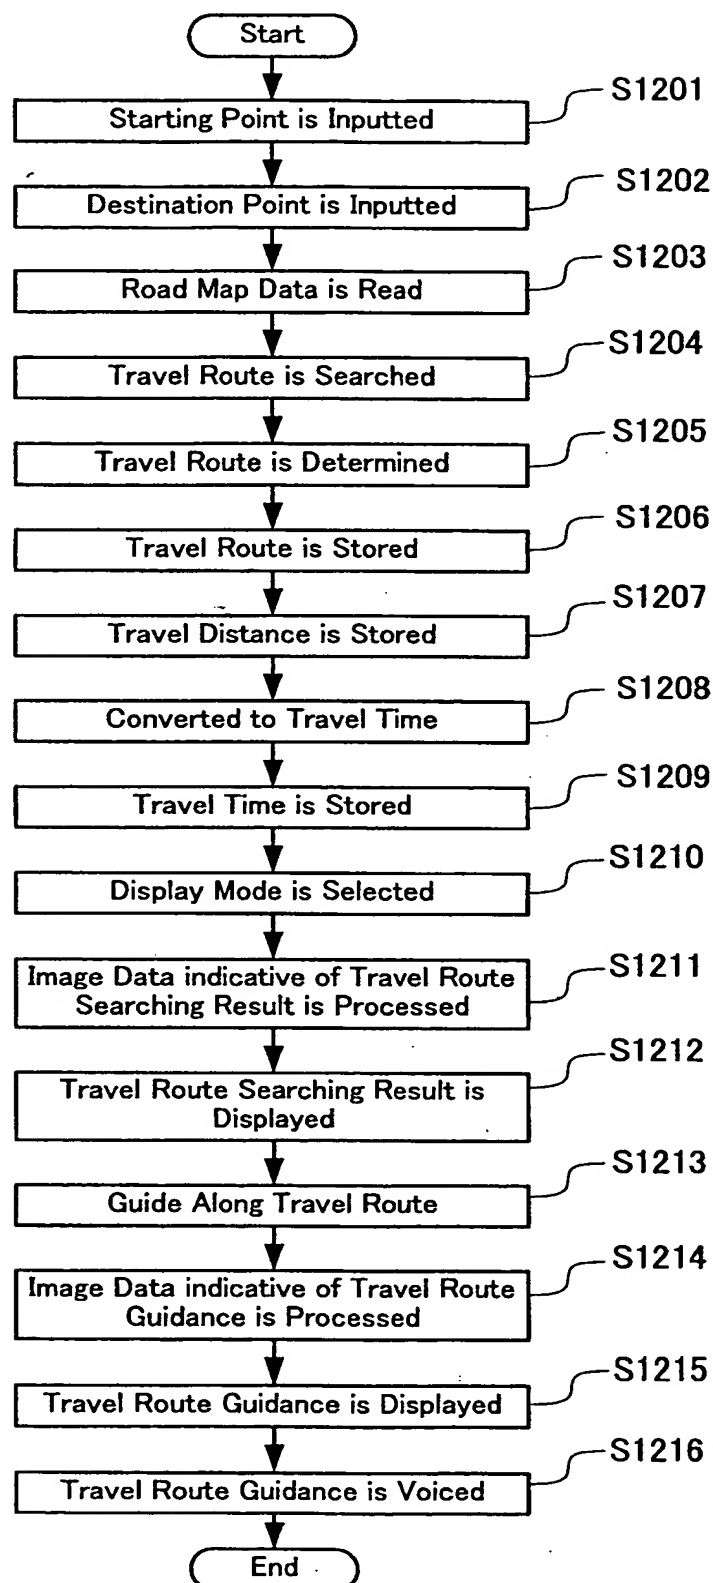 Start
S1201
Starting Point is Inputted
S1202
Destination Point is Inputted
S1203
Road Map Data is Read
S1204
Travel Route is Searched
S1205
Travel Route is Determined
S1206
Travel Route is Stored
S1207
Travel Distance is Stored
S1208
Converted to Travel Time
S1209
Travel Time is Stored
S1210
Display Mode is Selected
S1211
Image Data indicative of Travel Route
Searching Result is Processed
S1212
Travel Route Searching Result is
Displayed
S1213
Guide Along Travel Route
S1214
Image Data indicative of Travel Route
Guidance is Processed
S1215
Travel Route Guidance is Displayed
S1216
Travel Route Guidance is Voiced
End